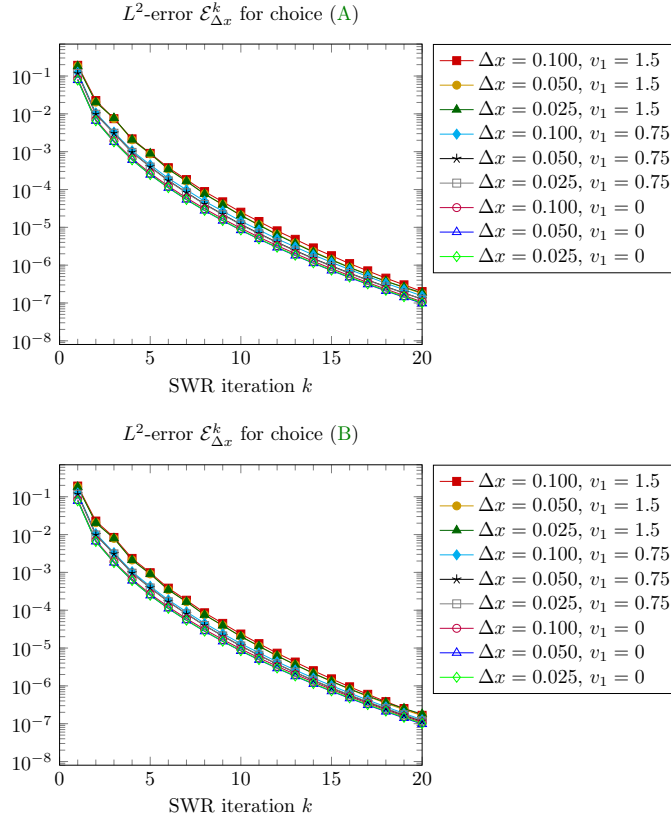 L²-error 𝓔ᵏ_Δx for choice (A)
10⁻¹
10⁻²
10⁻³
10⁻⁴
10⁻⁵
10⁻⁶
10⁻⁷
10⁻⁸
0 5 10 15 20
SWR iteration k
Δx = 0.100, v₁ = 1.5
Δx = 0.050, v₁ = 1.5
Δx = 0.025, v₁ = 1.5
Δx = 0.100, v₁ = 0.75
Δx = 0.050, v₁ = 0.75
Δx = 0.025, v₁ = 0.75
Δx = 0.100, v₁ = 0
Δx = 0.050, v₁ = 0
Δx = 0.025, v₁ = 0
L²-error 𝓔ᵏ_Δx for choice (B)
10⁻¹
10⁻²
10⁻³
10⁻⁴
10⁻⁵
10⁻⁶
10⁻⁷
10⁻⁸
0 5 10 15 20
SWR iteration k
Δx = 0.100, v₁ = 1.5
Δx = 0.050, v₁ = 1.5
Δx = 0.025, v₁ = 1.5
Δx = 0.100, v₁ = 0.75
Δx = 0.050, v₁ = 0.75
Δx = 0.025, v₁ = 0.75
Δx = 0.100, v₁ = 0
Δx = 0.050, v₁ = 0
Δx = 0.025, v₁ = 0